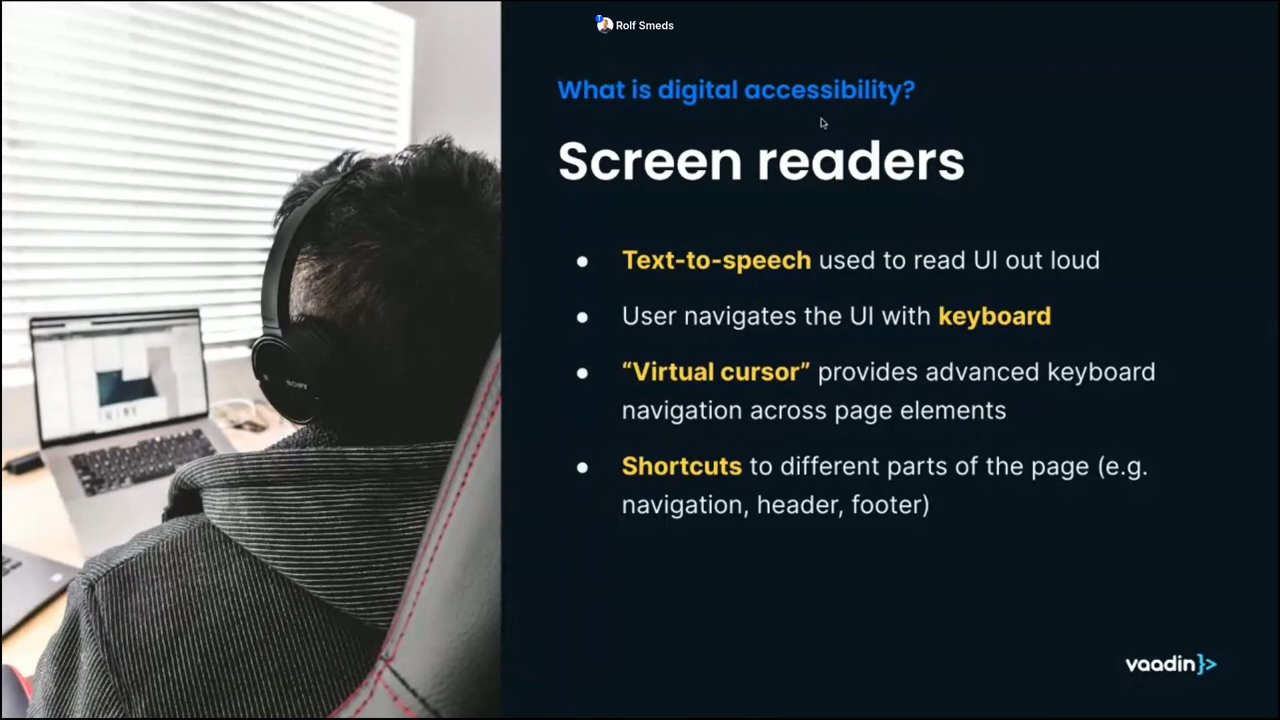 Rolf Smeds
What is digital accessibility?
Screen readers
● Text-to-speech used to read UI out loud
● User navigates the UI with keyboard
● “Virtual cursor” provides advanced keyboard
navigation across page elements
● Shortcuts to different parts of the page (e.g.
navigation, header, footer)
SONY
vaadin}>